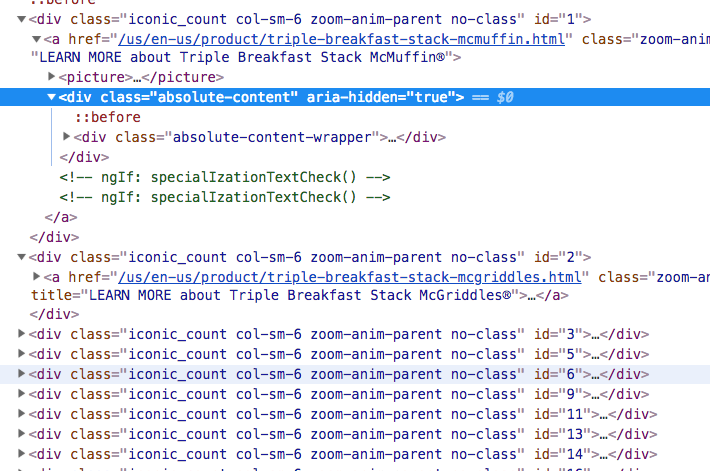 ::before
<div class="iconic_count col-sm-6 zoom-anim-parent no-class" id="1">
<a href="/us/en-us/product/triple-breakfast-stack-mcmuffin.html" class="zoom-anim
"LEARN MORE about Triple Breakfast Stack McMuffin®">
<picture>…</picture>
<div class="absolute-content" aria-hidden="true"> == $0
::before
<div class="absolute-content-wrapper">…</div>
</div>
<!-- ngIf: specialIzationTextCheck() -->
<!-- ngIf: specialIzationTextCheck() -->
</a>
</div>
<div class="iconic_count col-sm-6 zoom-anim-parent no-class" id="2">
<a href="/us/en-us/product/triple-breakfast-stack-mcgriddles.html" class="zoom-a
title="LEARN MORE about Triple Breakfast Stack McGriddles®">…</a>
</div>
<div class="iconic_count col-sm-6 zoom-anim-parent no-class" id="3">…</div>
<div class="iconic_count col-sm-6 zoom-anim-parent no-class" id="5">…</div>
<div class="iconic_count col-sm-6 zoom-anim-parent no-class" id="6">…</div>
<div class="iconic_count col-sm-6 zoom-anim-parent no-class" id="9">…</div>
<div class="iconic_count col-sm-6 zoom-anim-parent no-class" id="11">…</div>
<div class="iconic_count col-sm-6 zoom-anim-parent no-class" id="13">…</div>
<div class="iconic_count col-sm-6 zoom-anim-parent no-class" id="14">…</div>